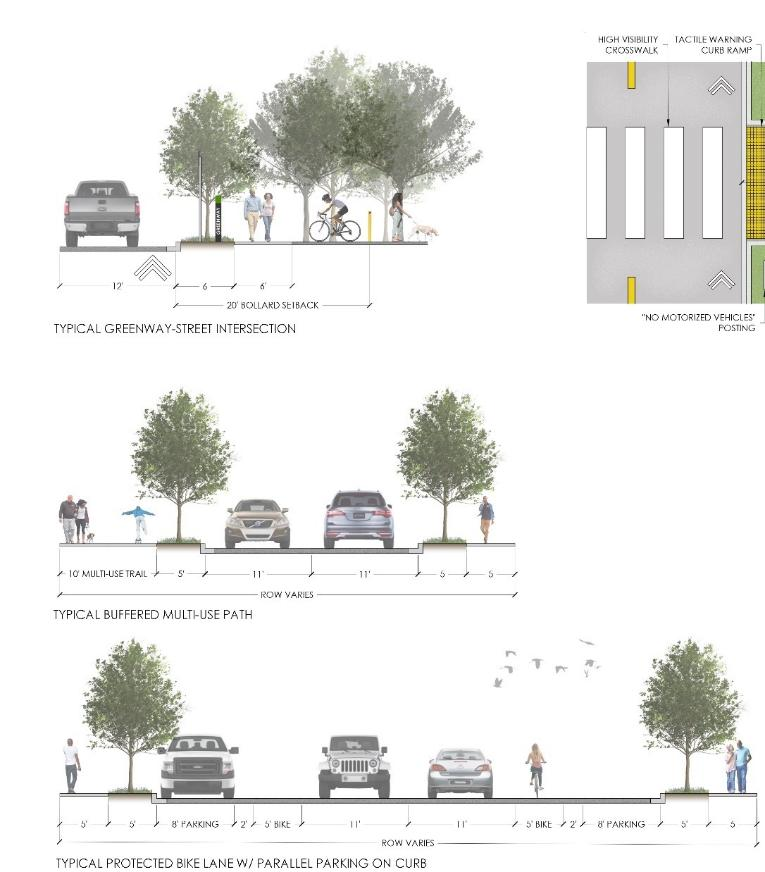 HIGH VISIBILITY
CROSSWALK
TACTILE WARNING
CURB RAMP
GREENWAY
12'
6
6'
20' BOLLARD SETBACK
TYPICAL GREENWAY-STREET INTERSECTION
"NO MOTORIZED VEHICLES"
POSTING
10' MULTI-USE TRAIL
5'
11'
11'
5
5
ROW VARIES
TYPICAL BUFFERED MULTI-USE PATH
5'
5'
8' PARKING
2'
5' BIKE
11'
11'
5' BIKE
2'
8' PARKING
5'
5
ROW VARIES
TYPICAL PROTECTED BIKE LANE W/ PARALLEL PARKING ON CURB